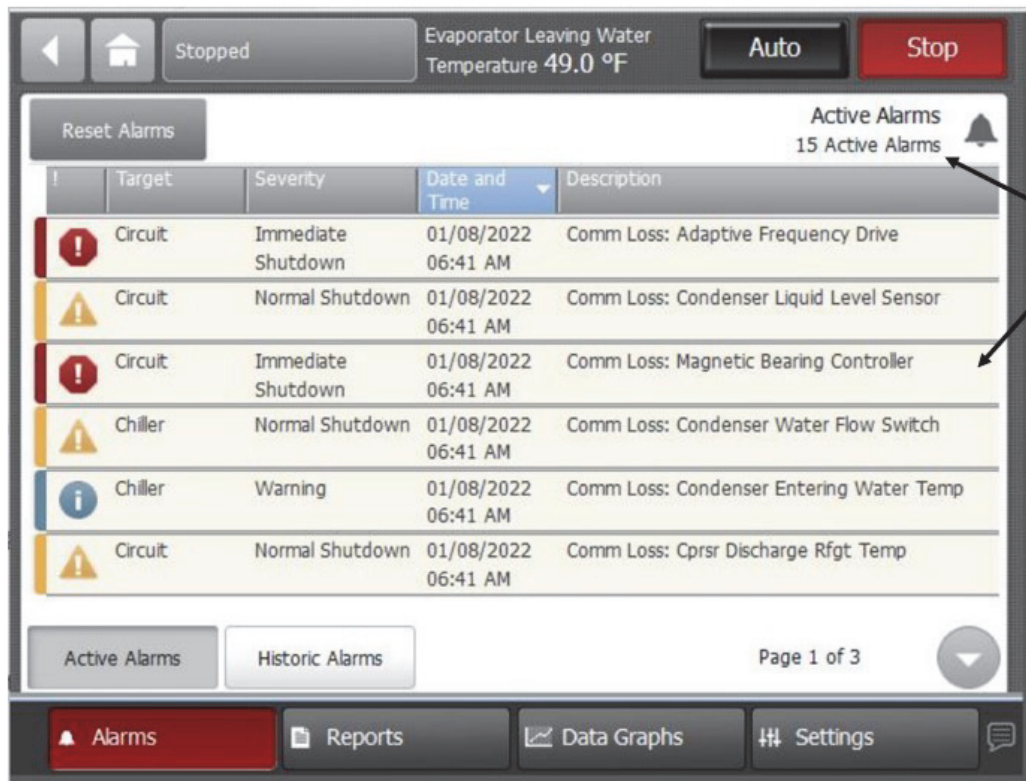 Stopped
Evaporator Leaving Water
Temperature 49.0 °F
Auto
Stop
Reset Alarms
Active Alarms
15 Active Alarms
! Target Severity Date and Time Description
Circuit Immediate Shutdown 01/08/2022 06:41 AM Comm Loss: Adaptive Frequency Drive
Circuit Normal Shutdown 01/08/2022 06:41 AM Comm Loss: Condenser Liquid Level Sensor
Circuit Immediate Shutdown 01/08/2022 06:41 AM Comm Loss: Magnetic Bearing Controller
Chiller Normal Shutdown 01/08/2022 06:41 AM Comm Loss: Condenser Water Flow Switch
Chiller Warning 01/08/2022 06:41 AM Comm Loss: Condenser Entering Water Temp
Circuit Normal Shutdown 01/08/2022 06:41 AM Comm Loss: Cprsr Discharge Rfgt Temp
Active Alarms
Historic Alarms
Page 1 of 3
Alarms
Reports
Data Graphs
Settings